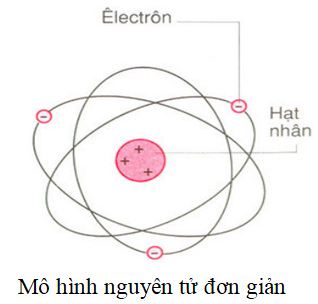 Êlectrôn
Hạt
nhân
Mô hình nguyên tử đơn giản